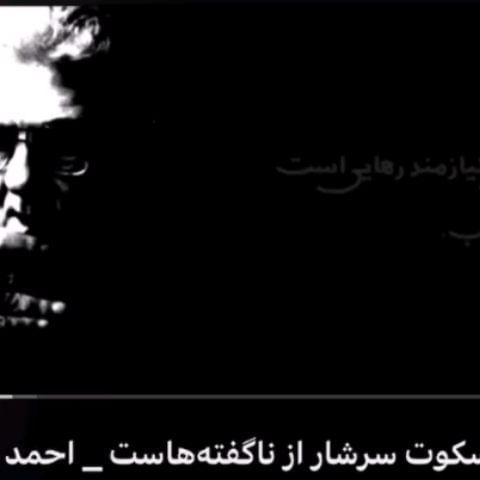 نیازمند رهایی است
سکوت سرشار از ناگفته‌هاست _ احمد